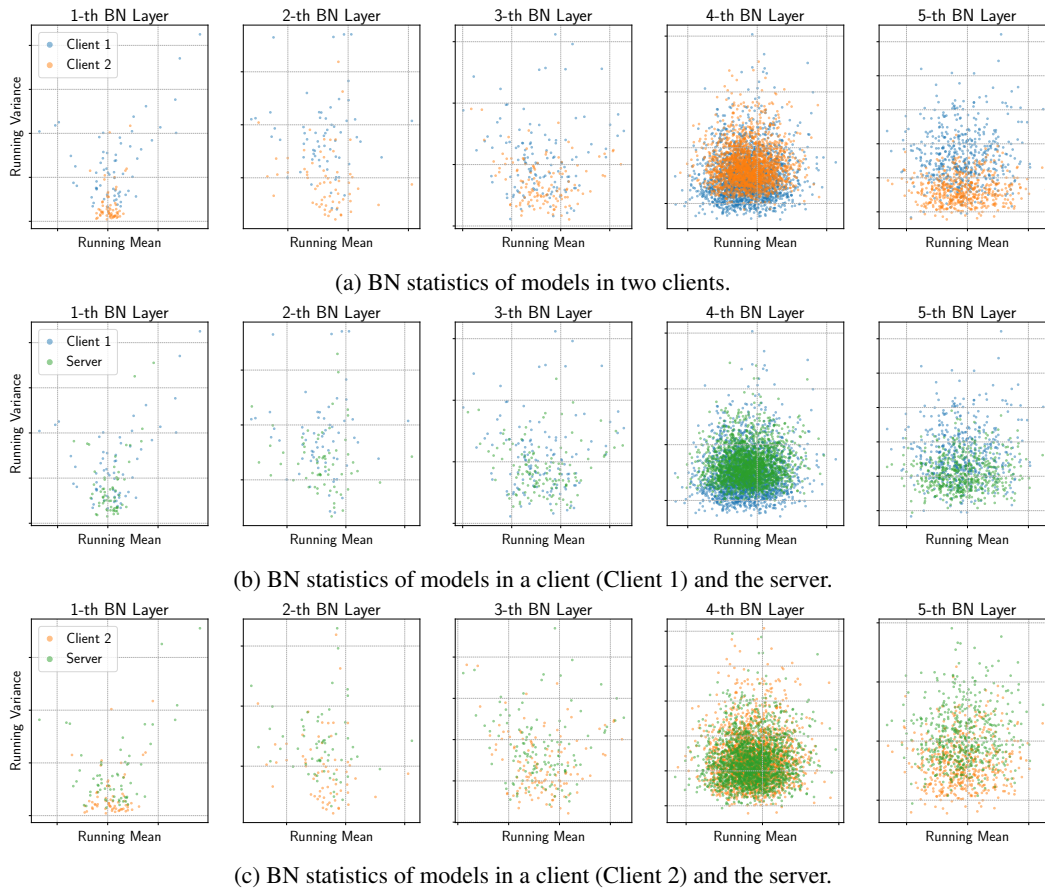 1-th BN Layer 2-th BN Layer 3-th BN Layer 4-th BN Layer 5-th BN Layer
Client 1
Client 2
Running Variance
Running Mean Running Mean Running Mean Running Mean Running Mean
(a) BN statistics of models in two clients.
1-th BN Layer 2-th BN Layer 3-th BN Layer 4-th BN Layer 5-th BN Layer
Client 1
Server
Running Variance
Running Mean Running Mean Running Mean Running Mean Running Mean
(b) BN statistics of models in a client (Client 1) and the server.
1-th BN Layer 2-th BN Layer 3-th BN Layer 4-th BN Layer 5-th BN Layer
Client 2
Server
Running Variance
Running Mean Running Mean Running Mean Running Mean Running Mean
(c) BN statistics of models in a client (Client 2) and the server.